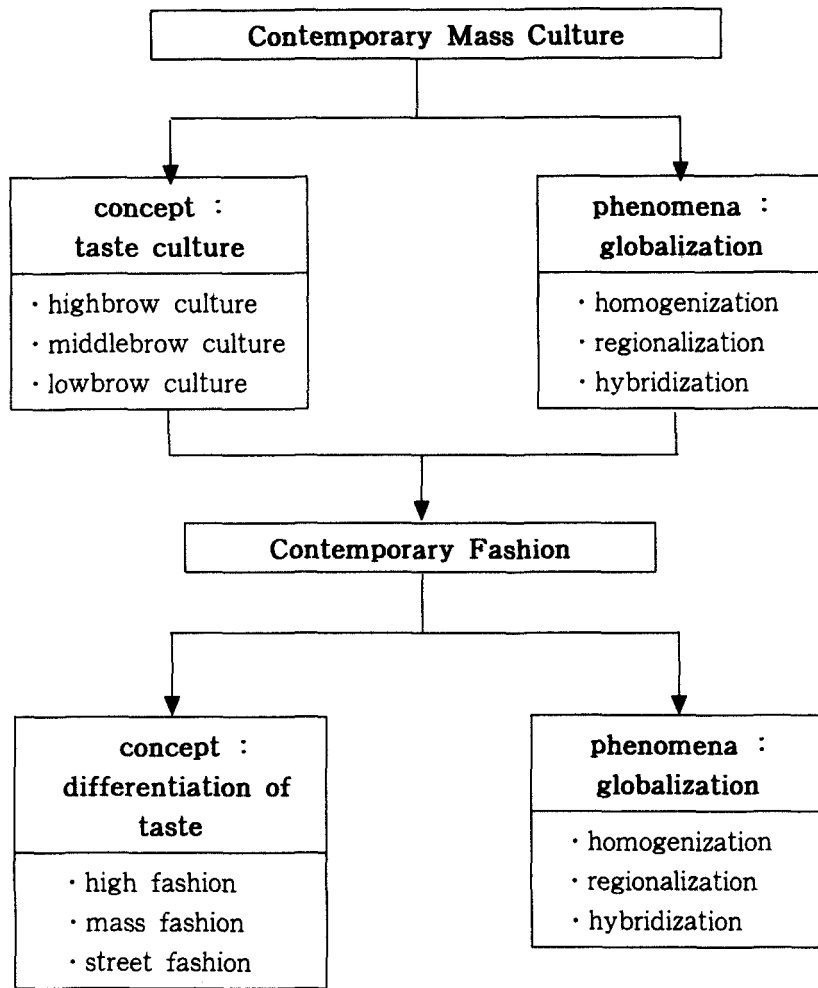 Contemporary Mass Culture
concept :
taste culture
· highbrow culture
· middlebrow culture
· lowbrow culture
phenomena :
globalization
· homogenization
· regionalization
· hybridization
Contemporary Fashion
concept :
differentiation of
taste
· high fashion
· mass fashion
· street fashion
phenomena :
globalization
· homogenization
· regionalization
· hybridization